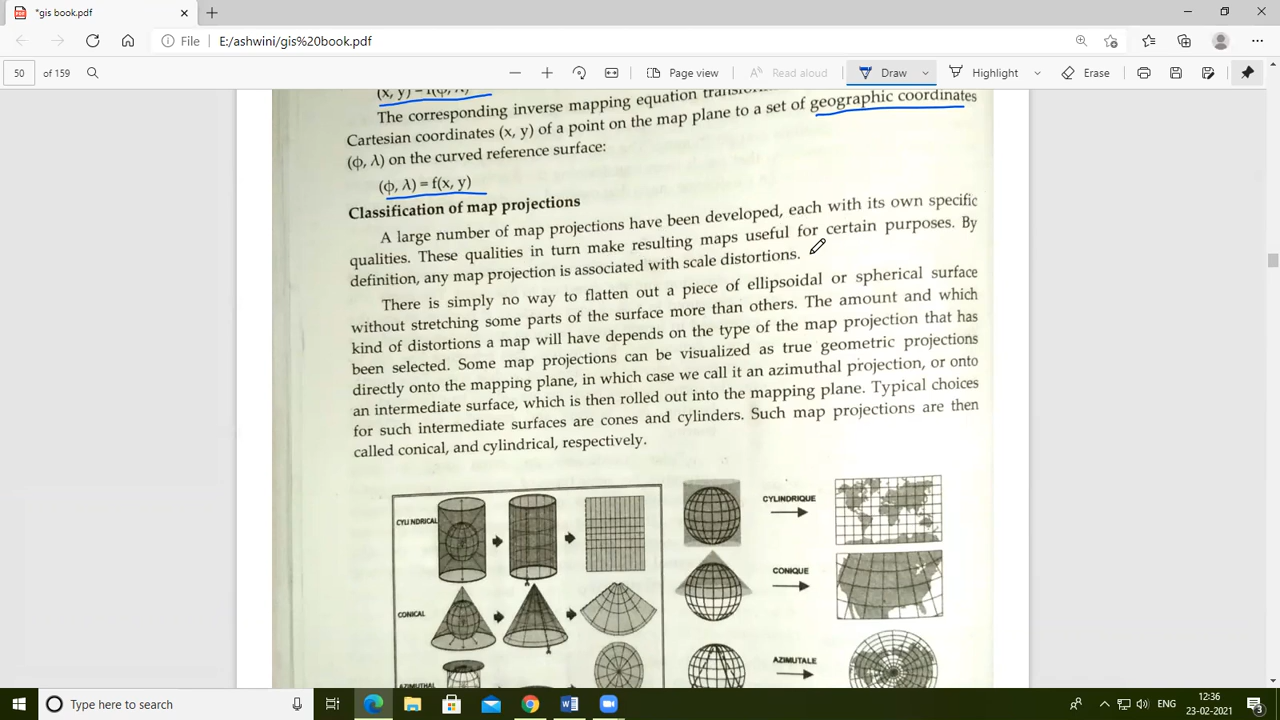 *gis book.pdf
File
E:/ashwini/gis%20book.pdf
50 of 159
Page view
Read aloud
Draw
Highlight
Erase
(x, y) = f(ϕ, λ)
The corresponding inverse mapping equation
Cartesian coordinates (x, y) of a point on the map plane to a set of geographic coordinates
(ϕ, λ) on the curved reference surface:
(ϕ, λ) = f(x, y)
Classification of map projections
A large number of map projections have been developed, each with its own specific
qualities. These qualities in turn make resulting maps useful for certain purposes. By
definition, any map projection is associated with scale distortions.
There is simply no way to flatten out a piece of ellipsoidal or spherical surface
without stretching some parts of the surface more than others. The amount and which
kind of distortions a map will have depends on the type of the map projection that has
been selected. Some map projections can be visualized as true geometric projections
directly onto the mapping plane, in which case we call it an azimuthal projection, or onto
an intermediate surface, which is then rolled out into the mapping plane. Typical choices
for such intermediate surfaces are cones and cylinders. Such map projections are then
called conical, and cylindrical, respectively.
CYLINDRICAL
CYLINDRIQUE
CONICAL
CONIQUE
AZIMUTHAL
AZIMUTALE
Type here to search
ENG
12:36
23-02-2021
3